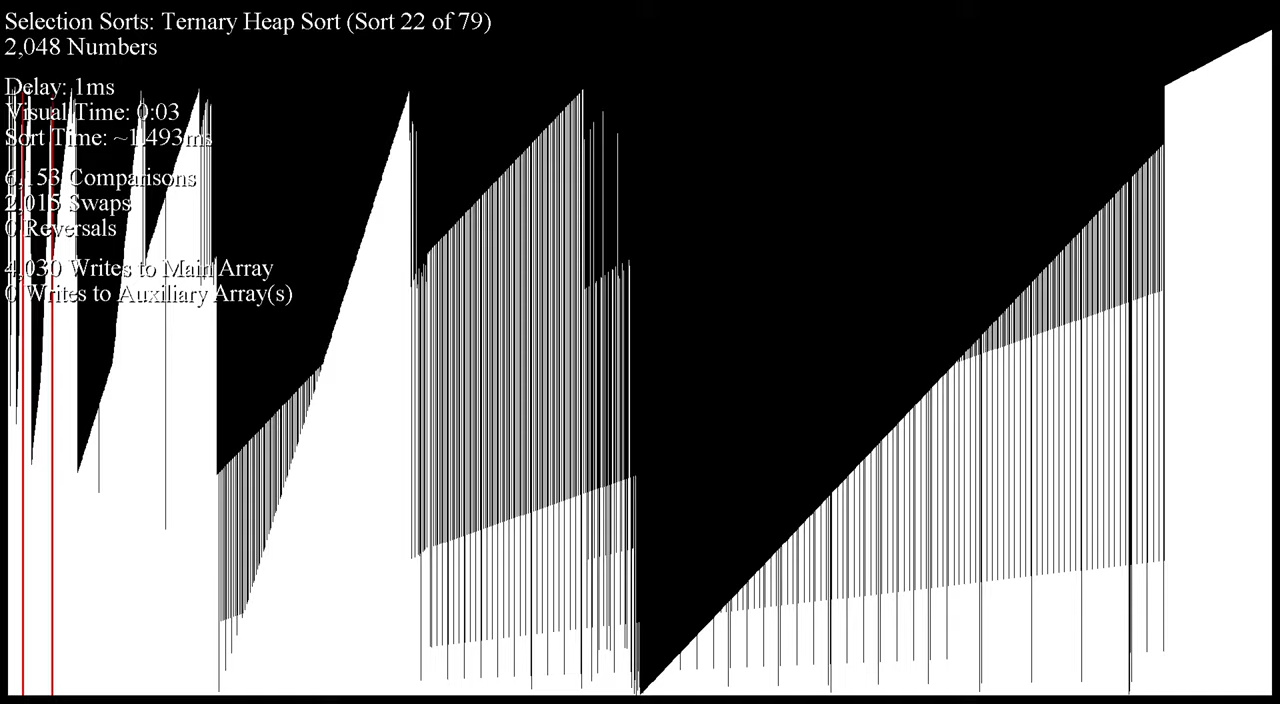 Selection Sorts: Ternary Heap Sort (Sort 22 of 79)
2,048 Numbers
Delay: 1ms
Visual Time: 0:03
Sort Time: ~1.493ms
6,153 Comparisons
2,015 Swaps
0 Reversals
4,030 Writes to Main Array
0 Writes to Auxiliary Array(s)